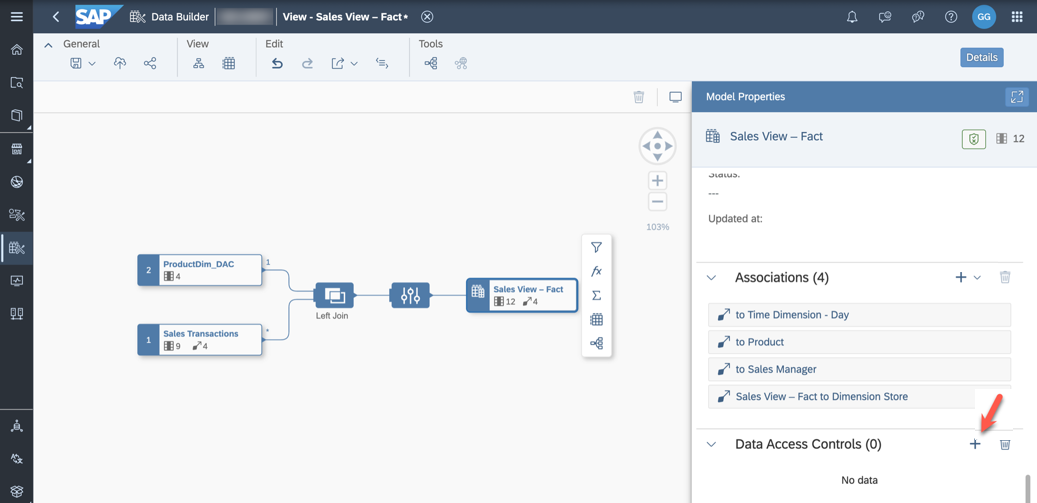 SAP
Data Builder
View - Sales View – Fact*
GG
General
View
Edit
Tools
Details
Model Properties
Sales View – Fact
12
Status:
---
Updated at:
103%
2
ProductDim_DAC
4
1
Left Join
fx
Σ
Sales View – Fact
12
4
1
Sales Transactions
9
4
*
Associations (4)
to Time Dimension - Day
to Product
to Sales Manager
Sales View – Fact to Dimension Store
Data Access Controls (0)
No data